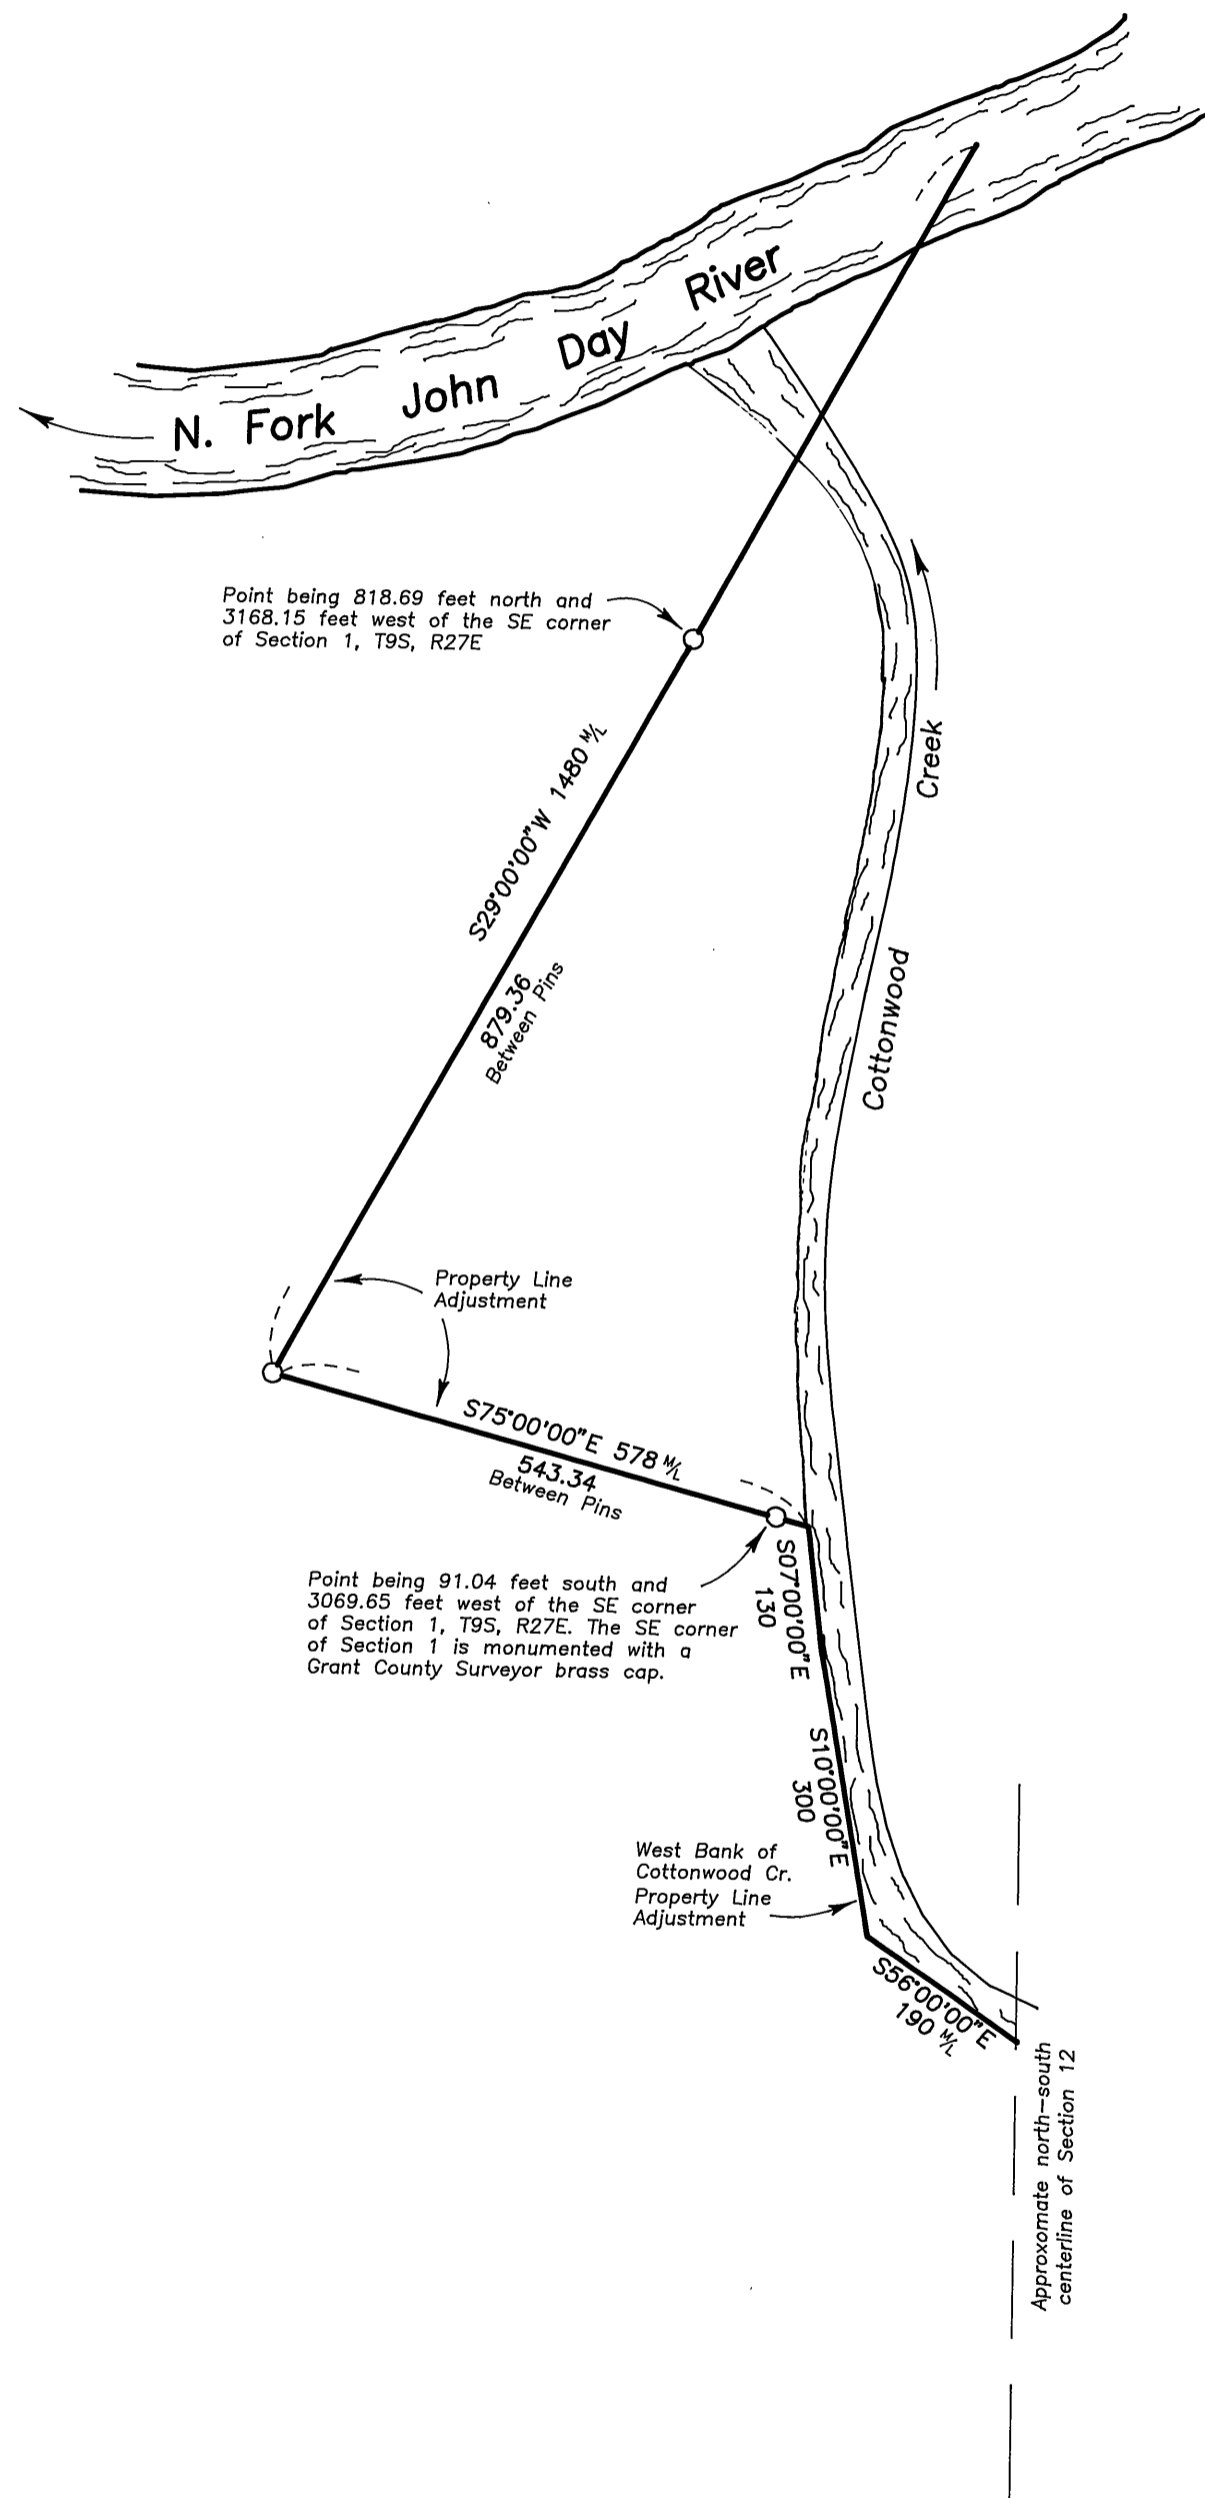 N. Fork John Day River
Point being 818.69 feet north and
3168.15 feet west of the SE corner
of Section 1, T9S, R27E
S29°00'00"W 1480 M/L
879.36
Between Pins
Creek
Cottonwood
Property Line
Adjustment
S75°00'00"E 578 M/L
543.34
Between Pins
Point being 91.04 feet south and
3069.65 feet west of the SE corner
of Section 1, T9S, R27E. The SE corner
of Section 1 is monumented with a
Grant County Surveyor brass cap.
S07°00'00"E
130
S10°00'00"E
300
West Bank of
Cottonwood Cr.
Property Line
Adjustment
S56°00'00"E
190 M/L
Approxomate north-south
centerline of Section 12